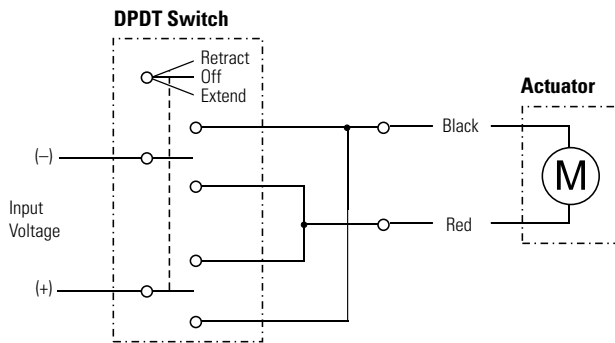 DPDT Switch
Retract
Off
Extend
Actuator
Black
(–)
M
Input
Voltage
Red
(+)